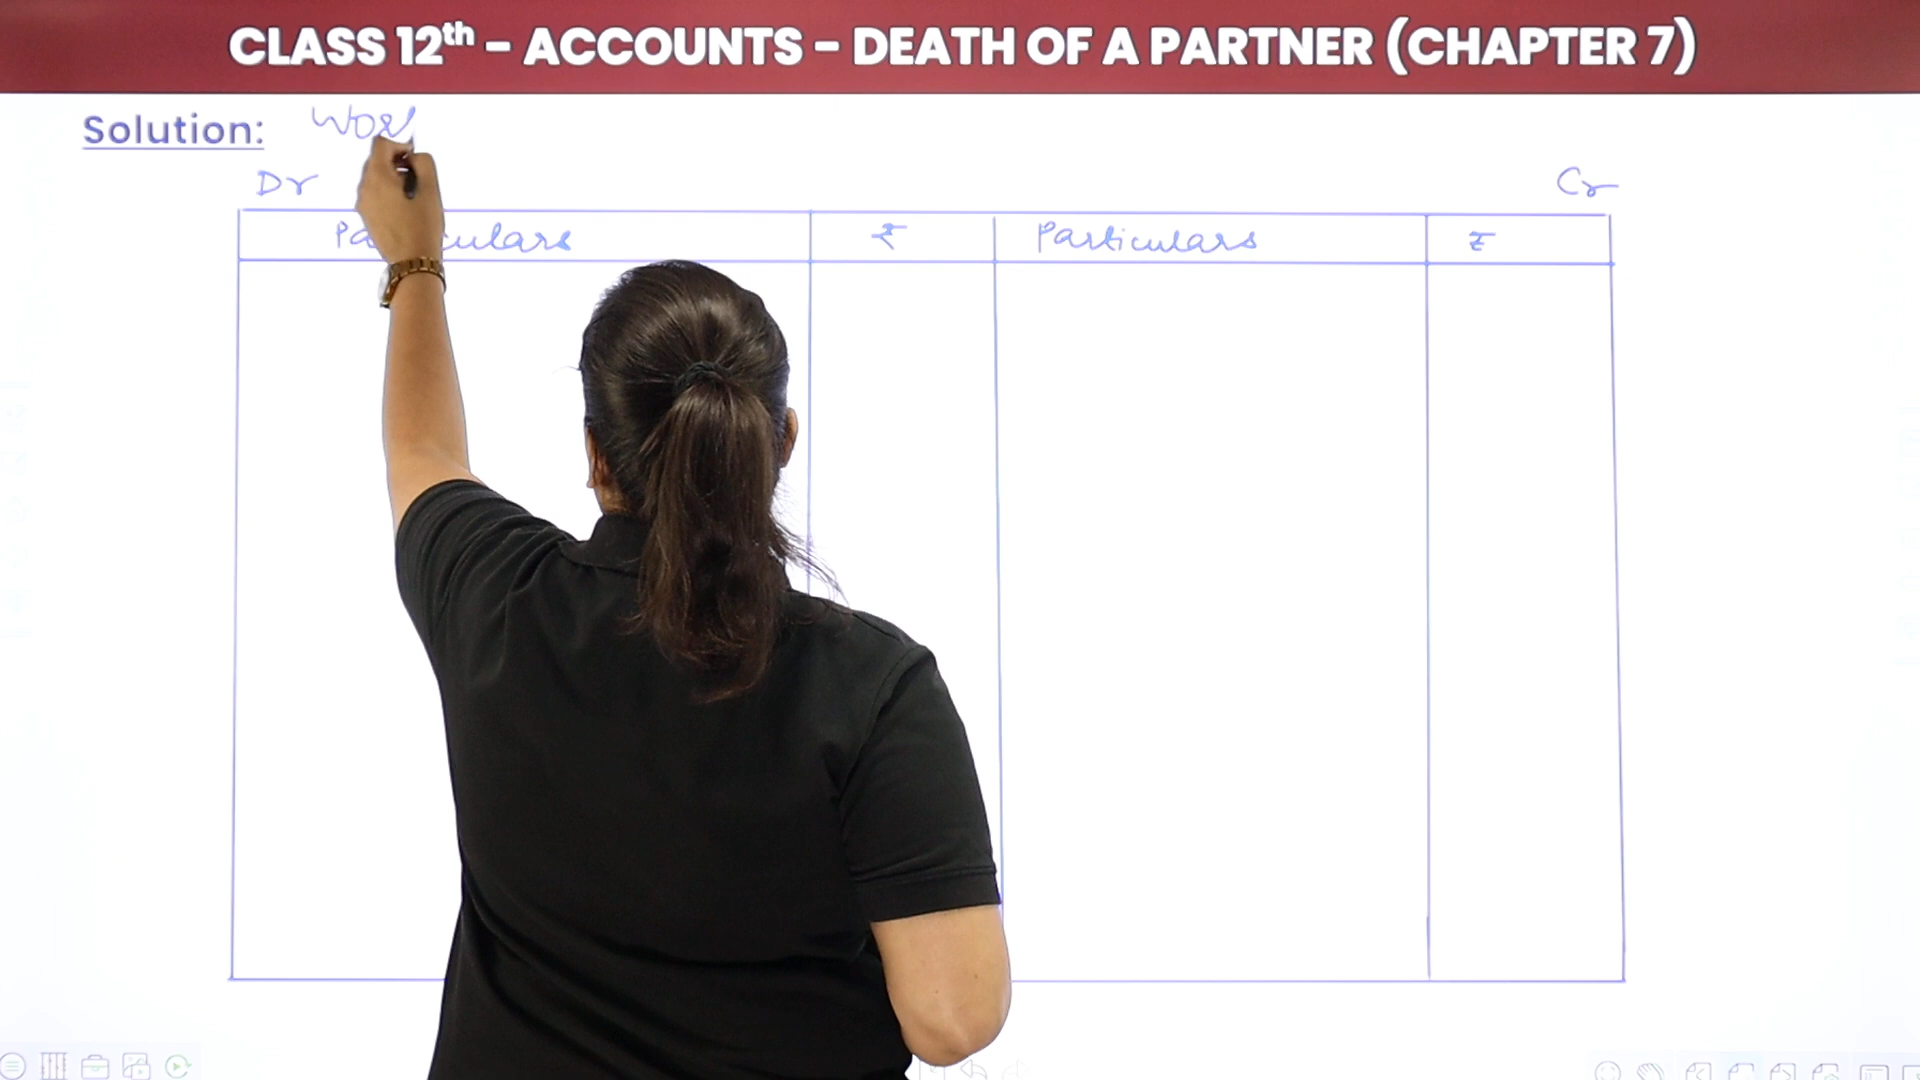 CLASS 12th - ACCOUNTS - DEATH OF A PARTNER (CHAPTER 7)
Solution:
Dr Cr
₹ Particulars ₹